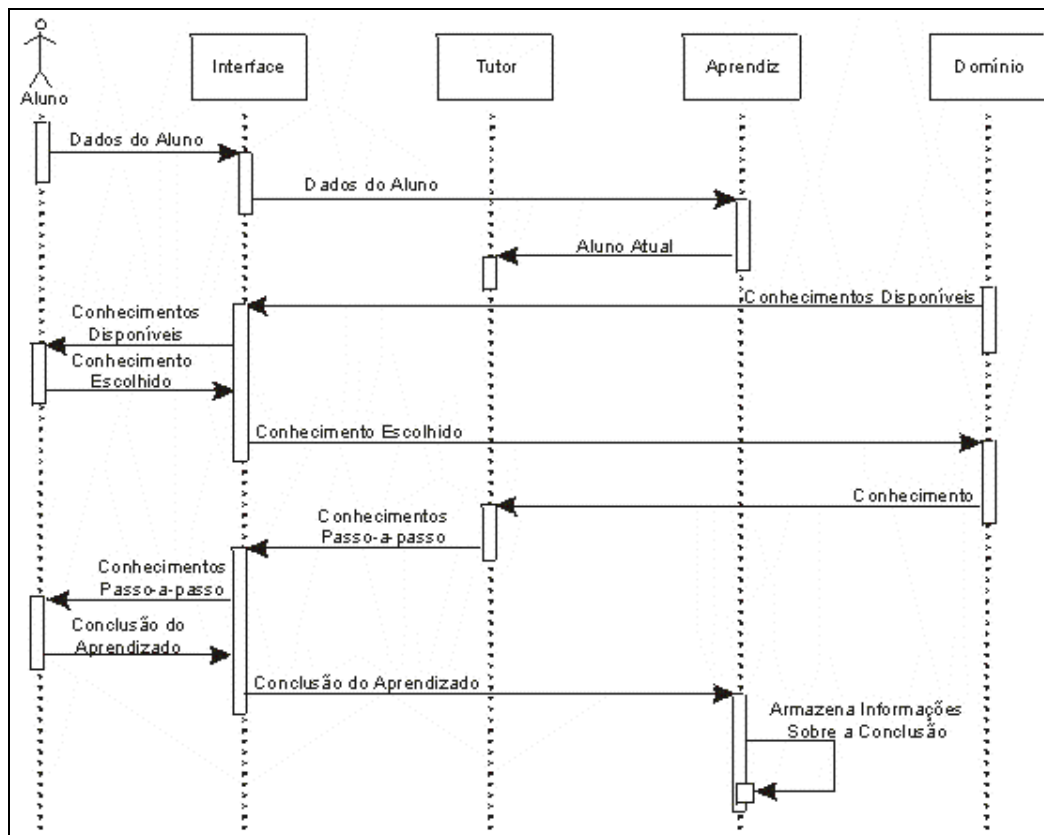 Aluno
Interface
Tutor
Aprendiz
Domínio
Dados do Aluno
Dados do Aluno
Aluno Atual
Conhecimentos Disponíveis
Conhecimentos
Disponíveis
Conhecimento
Escolhido
Conhecimento Escolhido
Conhecimento
Conhecimentos
Passo-a-passo
Conhecimentos
Passo-a-passo
Conclusão do
Aprendizado
Conclusão do Aprendizado
Armazena Informações
Sobre a Conclusão